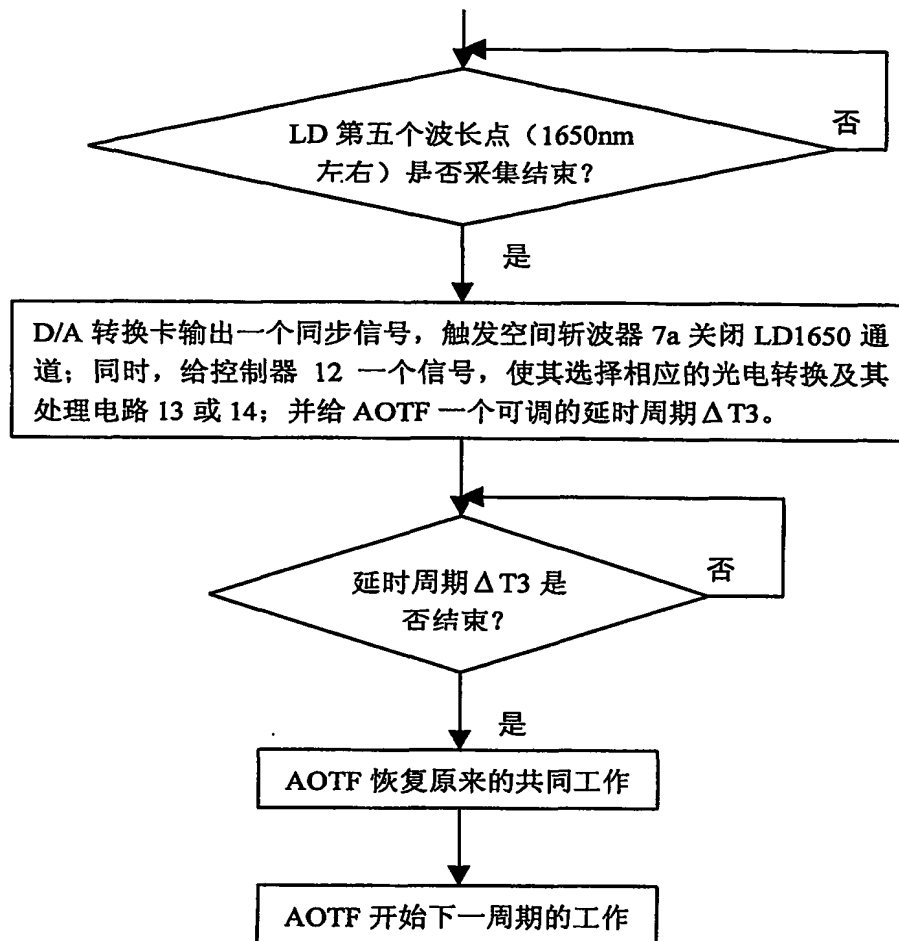 LD 第五个波长点（1650nm
左右）是否采集结束？
否
是
D/A 转换卡输出一个同步信号，触发空间斩波器 7a 关闭 LD1650 通
道；同时，给控制器 12 一个信号，使其选择相应的光电转换及其
处理电路 13 或 14；并给 AOTF 一个可调的延时周期ΔT3。
延时周期ΔT3 是
否结束？
否
是
AOTF 恢复原来的共同工作
AOTF 开始下一周期的工作